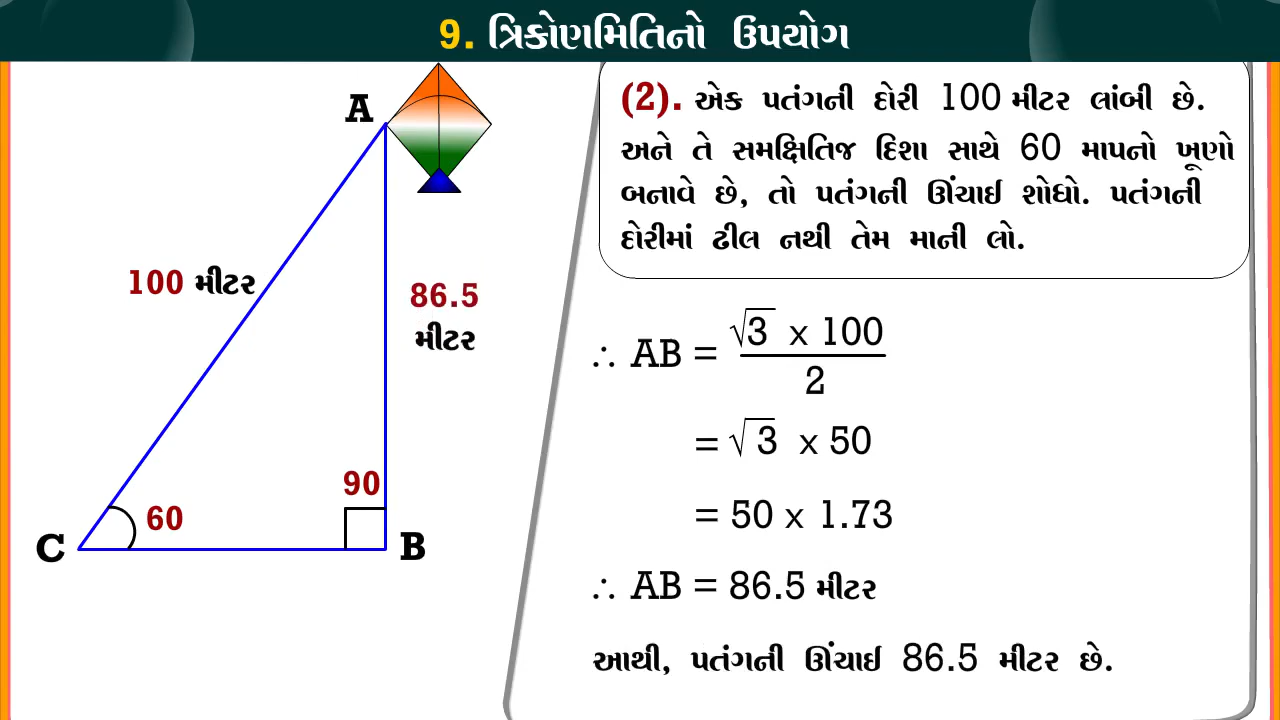 9. ત્રિકોણમિતિનો ઉપયોગ
(2). એક પતંગની દોરી 100 મીટર લાંબી છે.
અને તે સમક્ષિતિજ દિશા સાથે 60 માપનો ખૂણો
બનાવે છે, તો પતંગની ઊંચાઈ શોધો. પતંગની
દોરીમાં ઢીલ નથી તેમ માની લો.
A
100 મીટર
86.5
મીટર
90
60
C
B
∴ AB = √3 x 100
2
= √3 x 50
= 50 x 1.73
∴ AB = 86.5 મીટર
આથી, પતંગની ઊંચાઈ 86.5 મીટર છે.